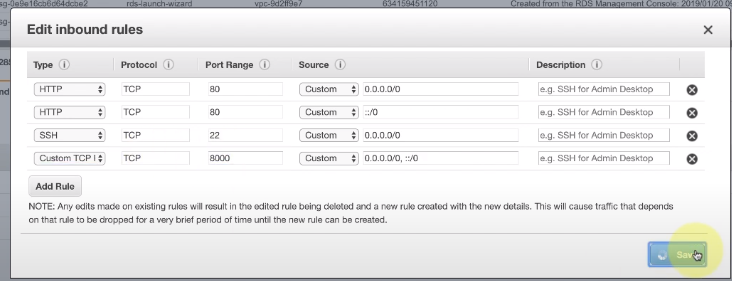 sg-0e9e16cb6d64dcbe2 rds-launch-wizard vpc-9d2ff9e7 634159451120 Created from the RDS Management Console: 2019/01/20 09
sg-
Edit inbound rules
Type Protocol Port Range Source Description
HTTP TCP 80 Custom 0.0.0.0/0 e.g. SSH for Admin Desktop
HTTP TCP 80 Custom ::/0 e.g. SSH for Admin Desktop
SSH TCP 22 Custom 0.0.0.0/0 e.g. SSH for Admin Desktop
Custom TCP TCP 8000 Custom 0.0.0.0/0, ::/0 e.g. SSH for Admin Desktop
Add Rule
NOTE: Any edits made on existing rules will result in the edited rule being deleted and a new rule created with the new details. This will cause traffic that depends
on that rule to be dropped for a very brief period of time until the new rule can be created.
Save